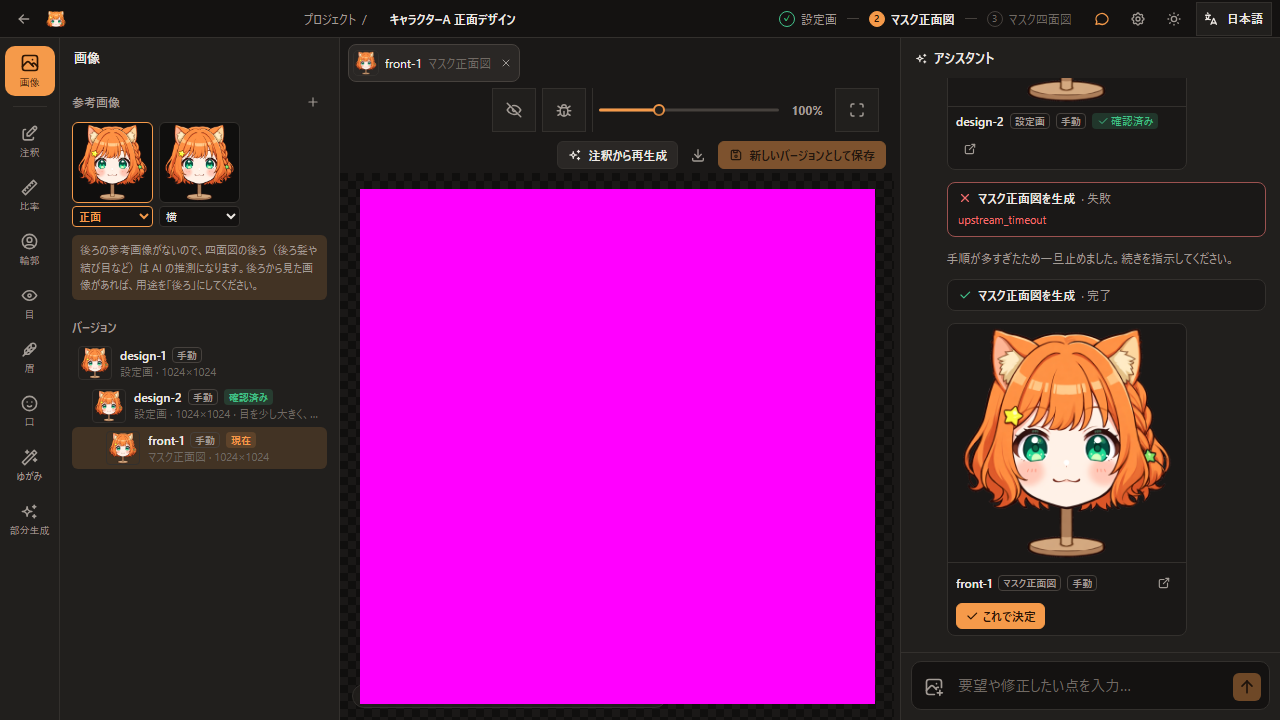 プロジェクト / キャラクターA 正面デザイン
設定画 — 2 マスク正面図 — 3 マスク四面図
日本語
画像
注釈
比率
輪郭
目
眉
口
ゆがみ
部分生成
画像
参考画像
正面
横
後ろの参考画像がないので、四面図の後ろ（後ろ髪や
結び目など）は AI の推測になります。後ろから見た画
像があれば、用途を「後ろ」にしてください。
バージョン
design-1 手動
設定画 · 1024×1024
design-2 手動 確認済み
設定画 · 1024×1024 · 目を少し大きく、...
front-1 手動 現在
マスク正面図 · 1024×1024
front-1 マスク正面図
100%
注釈から再生成
新しいバージョンとして保存
アシスタント
design-2 設定画 手動 確認済み
マスク正面図を生成 · 失敗
upstream_timeout
手順が多すぎたため一旦止めました。続きを指示してください。
マスク正面図を生成 · 完了
front-1 マスク正面図 手動
これで決定
要望や修正したい点を入力...